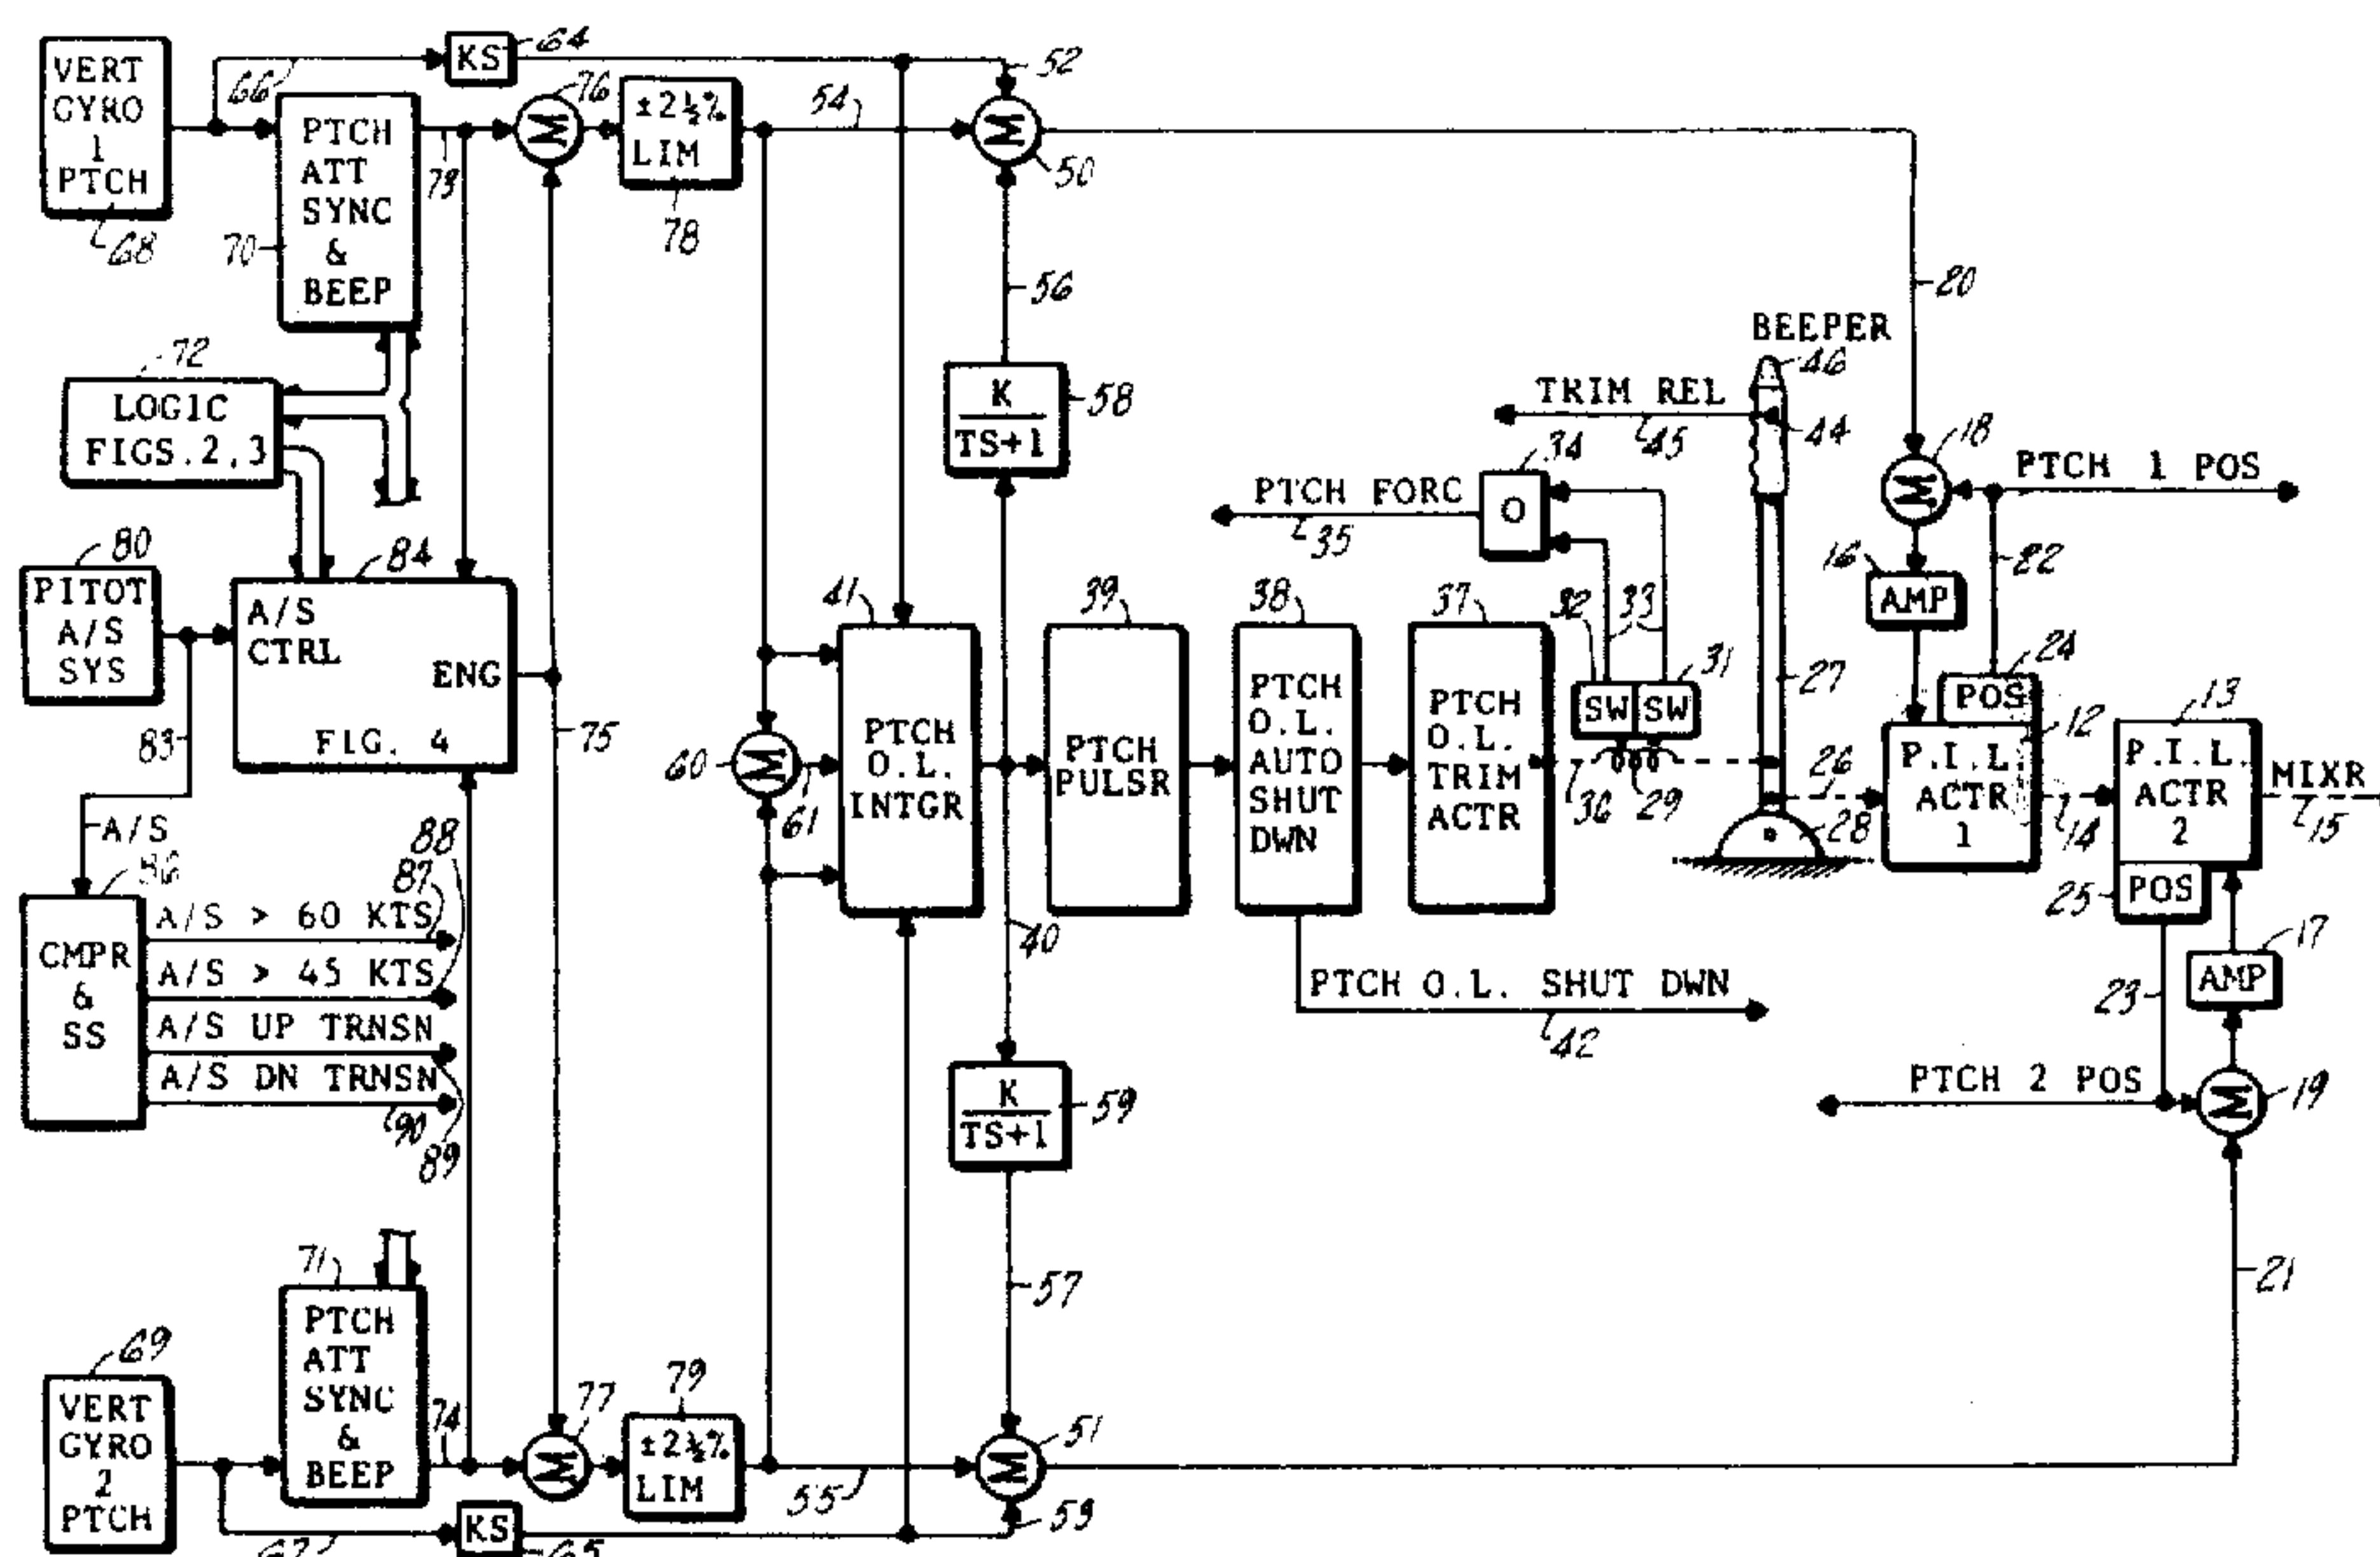 VERT
GYRO
1
PTCH
68
66
KS
64
PTCH
ATT
SYNC
&
BEEP
70
73
76
±2½%
LIM
78
54
52
50
56
K
TS+1
58
20
72
LOGIC
FIGS.2,3
80
PITOT
A/S
SYS
83
84
A/S
CTRL
ENG
FIG. 4
75
A/S
86
CMPR
&
SS
A/S > 60 KTS
87
88
A/S > 45 KTS
A/S UP TRNSN
A/S DN TRNSN
90
89
60
61
41
PTCH
O.L.
INTGR
40
39
PTCH
PULSR
38
PTCH
O.L.
AUTO
SHUT
DWN
PTCH O.L. SHUT DWN
42
37
PTCH
O.L.
TRIM
ACTR
36
29
32
33
31
SW
SW
PTCH FORC
35
34
O
BEEPER
46
TRIM REL
45
44
27
26
28
18
PTCH 1 POS
22
16
AMP
24
POS
12
P.I.L.
ACTR
1
14
13
P.I.L.
ACTR
2
MIXR
15
25
POS
17
AMP
23
PTCH 2 POS
19
21
K
TS+1
59
57
71
PTCH
ATT
SYNC
&
BEEP
69
VERT
GYRO
2
PTCH
74
77
79
±2½%
LIM
55
51
53
67
KS
65